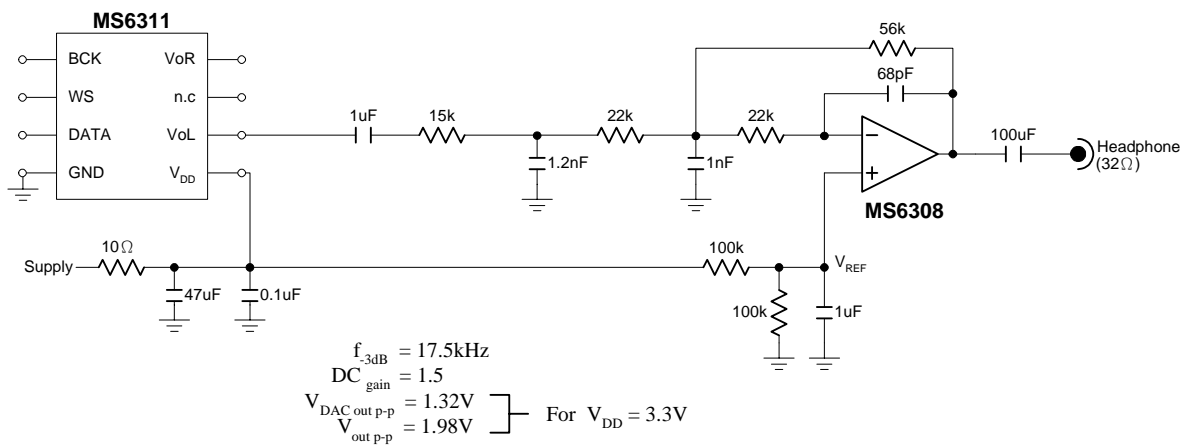 MS6311
BCK
VoR
WS
n.c
DATA
VoL
GND
VDD
1uF
15k
1.2nF
22k
1nF
22k
56k
68pF
−
+
MS6308
100uF
Headphone
(32Ω)
Supply
10Ω
47uF
0.1uF
100k
100k
VREF
1uF
f-3dB = 17.5kHz
DC gain = 1.5
VDAC out p-p = 1.32V
Vout p-p = 1.98V
For VDD = 3.3V